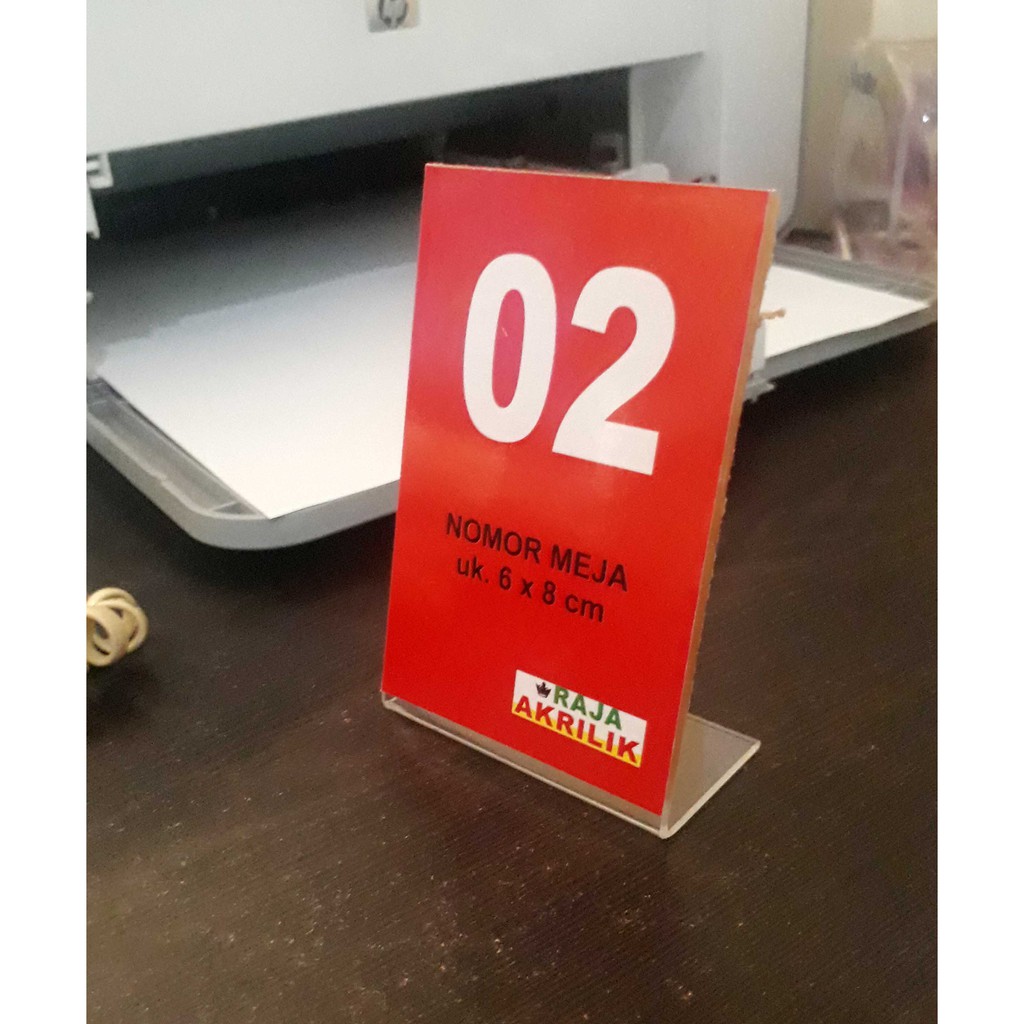 02
NOMOR MEJA
uk. 6 x 8 cm
RAJA
AKRILIK